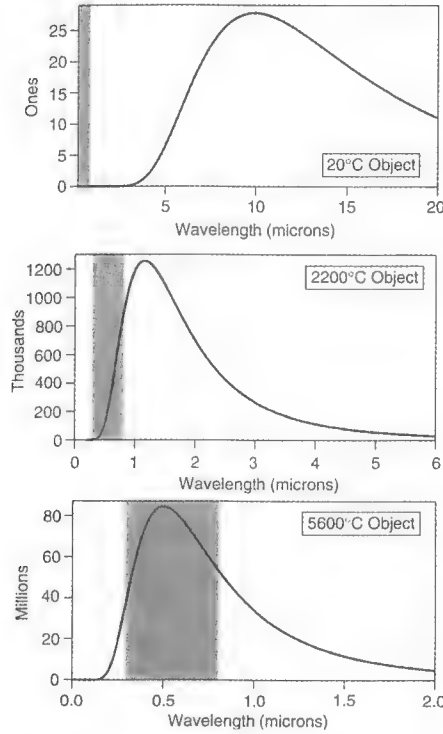 30
25
20
15
10
5
0
Ones
20°C Object
5 10 15 20
Wavelength (microns)
1200
1000
800
600
400
200
0
Thousands
2200°C Object
0 1 2 3 4 5 6
Wavelength (microns)
80
60
40
20
0
Millions
5600°C Object
0.0 0.5 1.0 1.5 2.0
Wavelength (microns)